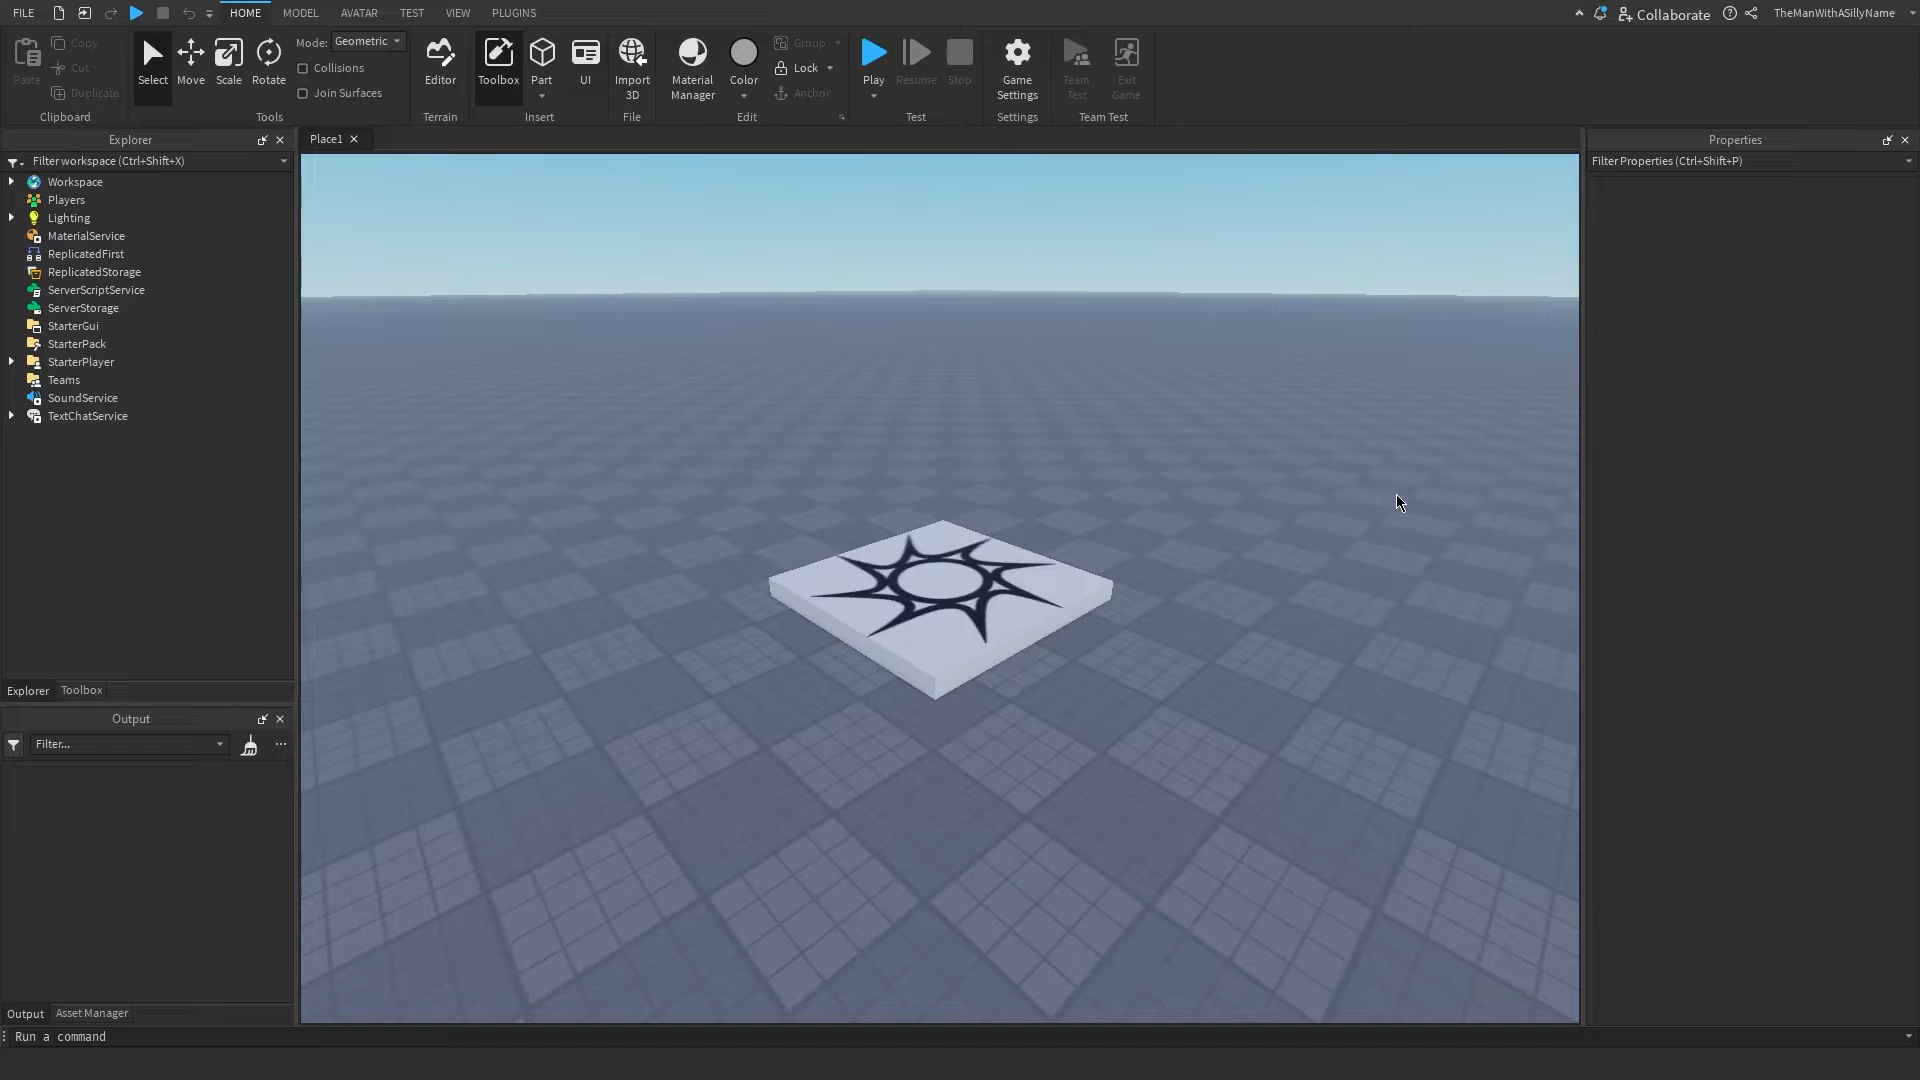 FILE HOME MODEL AVATAR TEST VIEW PLUGINS Collaborate TheManWithASillyName
Paste Copy Cut Duplicate
Clipboard
Select Move Scale Rotate
Mode: Geometric
Collisions
Join Surfaces
Tools
Editor
Terrain
Toolbox Part UI
Insert
Import 3D
File
Material Manager Color Group Lock Anchor
Edit
Play Resume Stop
Test
Game Settings
Settings
Team Test Exit Game
Team Test
Explorer
Filter workspace (Ctrl+Shift+X)
Workspace
Players
Lighting
MaterialService
ReplicatedFirst
ReplicatedStorage
ServerScriptService
ServerStorage
StarterGui
StarterPack
StarterPlayer
Teams
SoundService
TextChatService
Explorer Toolbox
Output
Filter...
Output Asset Manager
Run a command
Place1
Properties
Filter Properties (Ctrl+Shift+P)